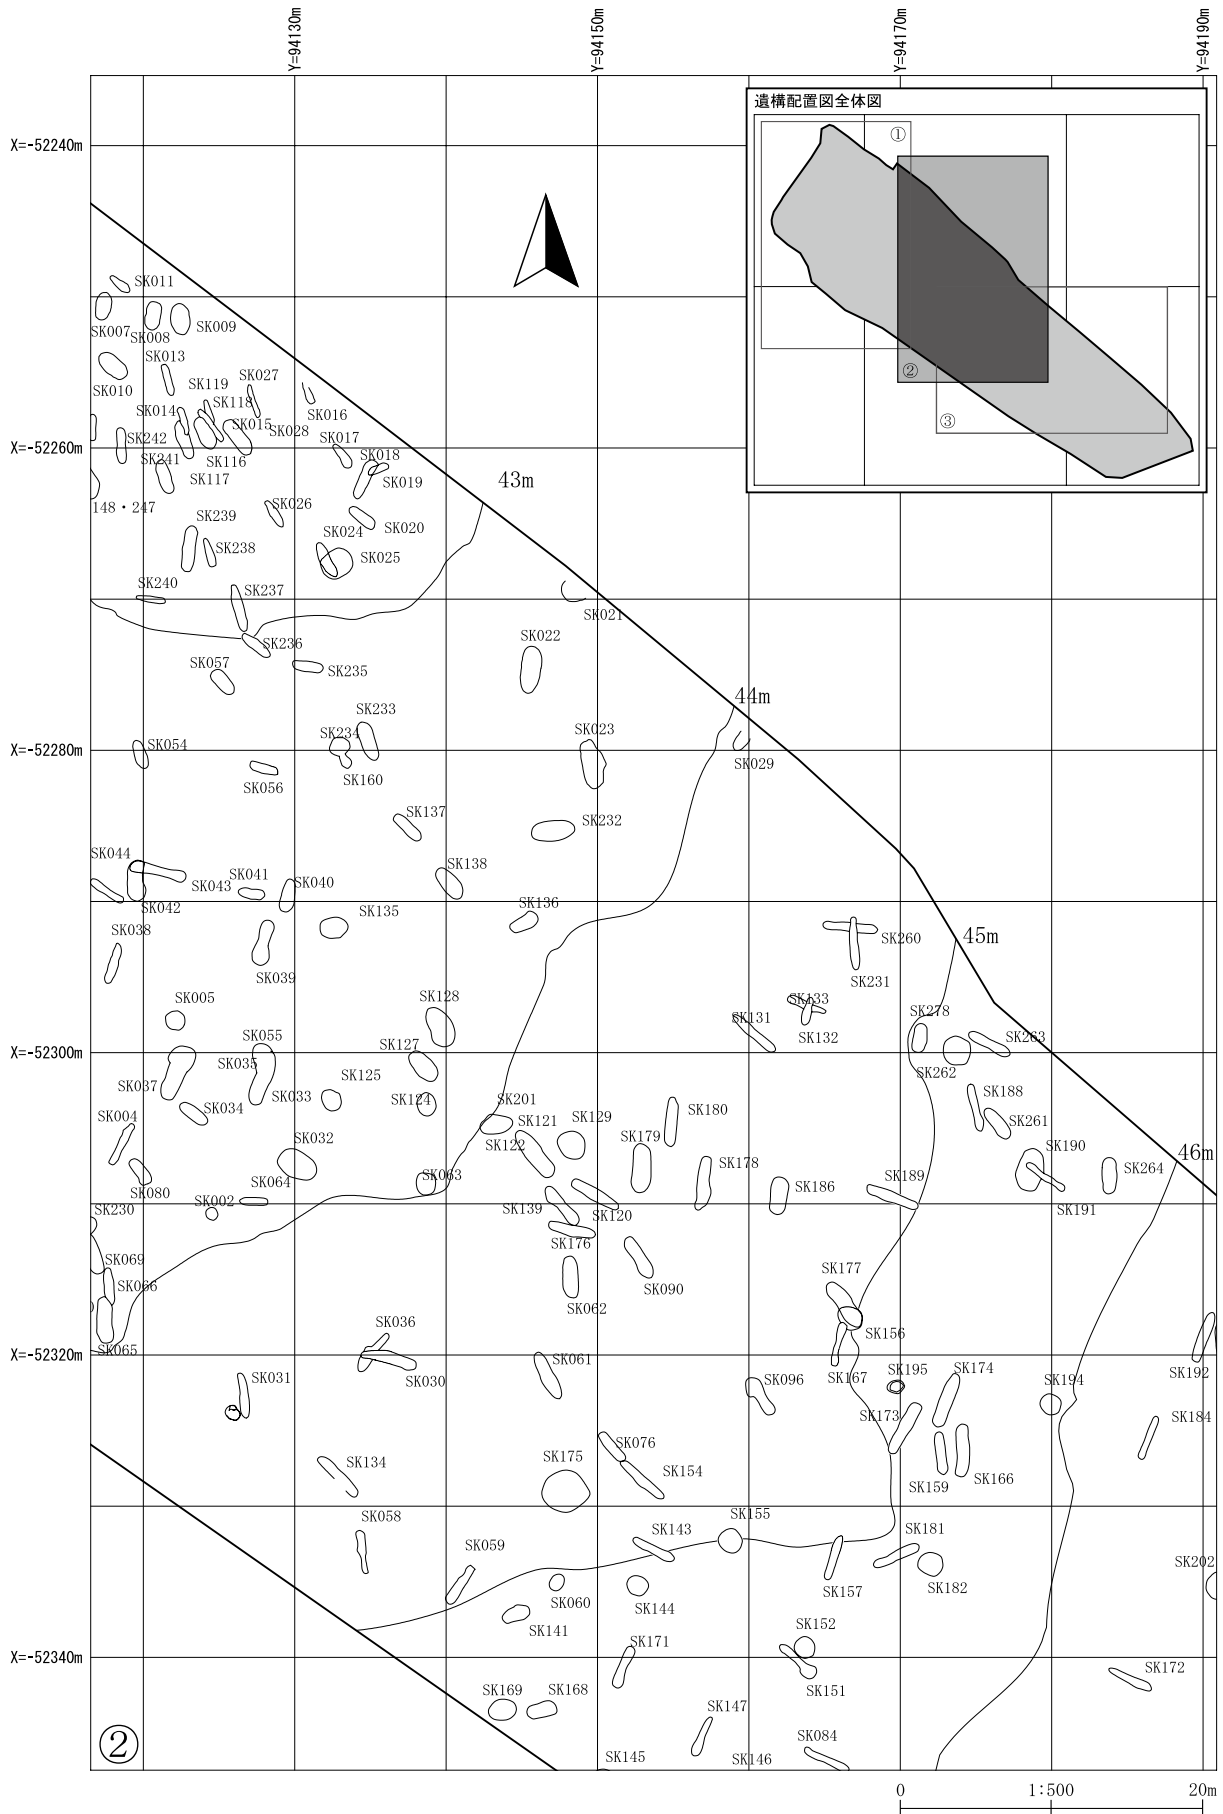 Y=94130m
Y=94150m
Y=94170m
Y=94190m
遺構配置図全体図
①
②
③
X=-52240m
SK011
SK007
SK008
SK009
SK013
SK010
SK119
SK027
SK118
SK014
SK015
SK016
SK028
SK242
X=-52260m
SK017
SK018
SK241
SK116
SK117
SK019
43m
148・247
SK026
SK239
SK020
SK024
SK238
SK025
SK240
SK237
SK021
SK022
SK236
SK057
SK235
44m
SK233
SK234
SK023
SK054
X=-52280m
SK029
SK160
SK056
SK137
SK232
SK044
SK138
SK041
SK043
SK040
SK042
SK136
SK038
SK135
SK260
45m
SK039
SK231
SK005
SK128
SK133
SK131
SK132
SK278
SK055
SK127
SK263
X=-52300m
SK035
SK262
SK037
SK125
SK124
SK033
SK201
SK188
SK034
SK004
SK121
SK129
SK180
SK261
SK032
SK122
SK179
SK190
46m
SK063
SK178
SK264
SK080
SK064
SK189
SK002
SK186
SK230
SK139
SK120
SK191
SK176
SK069
SK177
SK066
SK090
SK062
SK036
SK156
X=-52320m
SK065
SK030
SK061
SK167
SK195
SK174
SK192
SK031
SK096
SK194
SK173
SK184
SK076
SK175
SK134
SK154
SK159
SK166
SK058
SK155
SK143
SK181
SK059
SK202
SK060
SK144
SK157
SK182
SK141
SK152
X=-52340m
SK171
SK172
SK151
SK169
SK168
SK147
SK084
②
SK145
SK146
0
1:500
20m